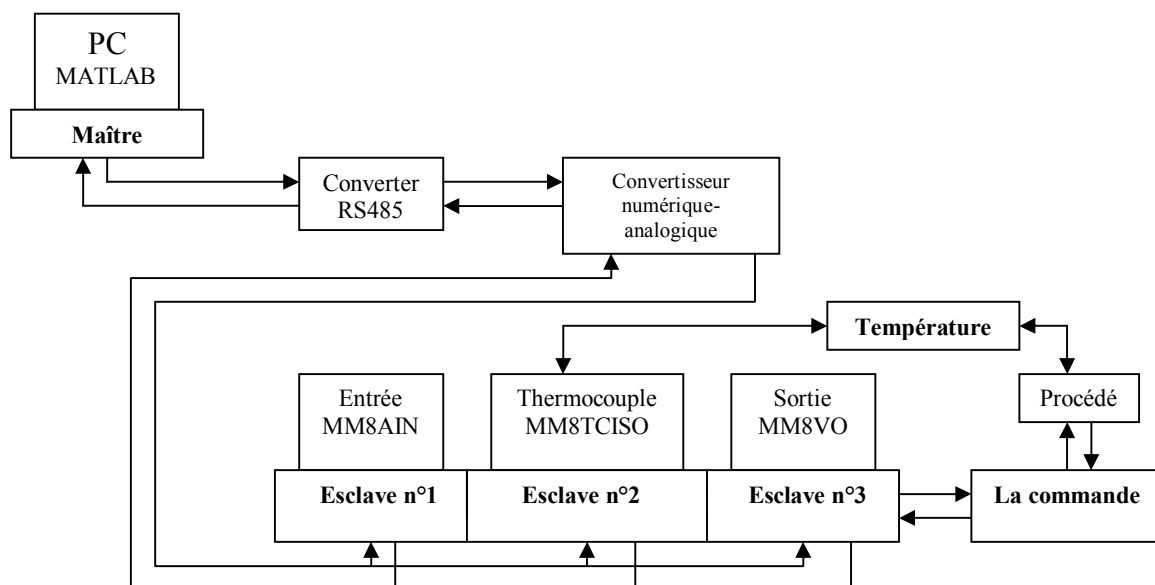 PC
MATLAB
Maître
Converter
RS485
Convertisseur
numérique-
analogique
Température
Entrée
MM8AIN
Thermocouple
MM8TCISO
Sortie
MM8VO
Procédé
Esclave n°1
Esclave n°2
Esclave n°3
La commande